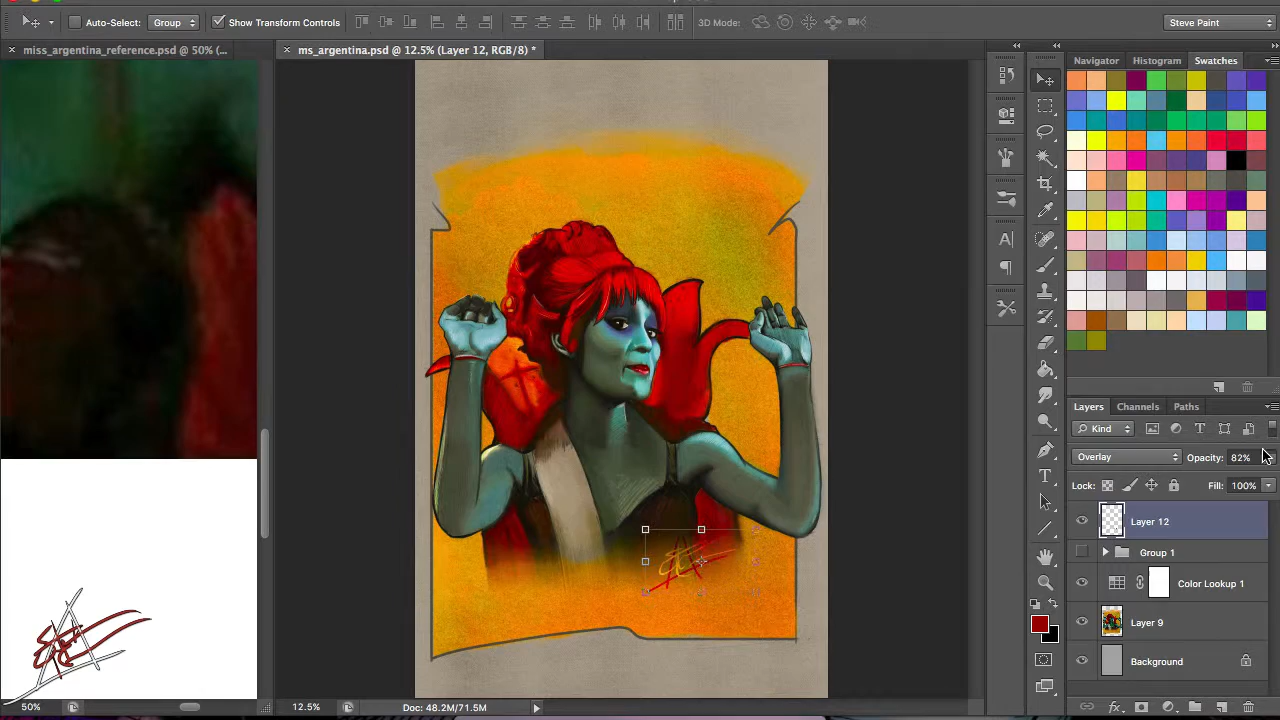 Auto-Select: Group Show Transform Controls 3D Mode: Steve Paint
miss_argentina_reference.psd @ 50% (...
ms_argentina.psd @ 12.5% (Layer 12, RGB/8) *
Navigator Histogram Swatches
Layers Channels Paths
Kind
Overlay Opacity: 82%
Lock: Fill: 100%
Layer 12
Group 1
Color Lookup 1
Layer 9
Background
50%
12.5% Doc: 48.2M/71.5M